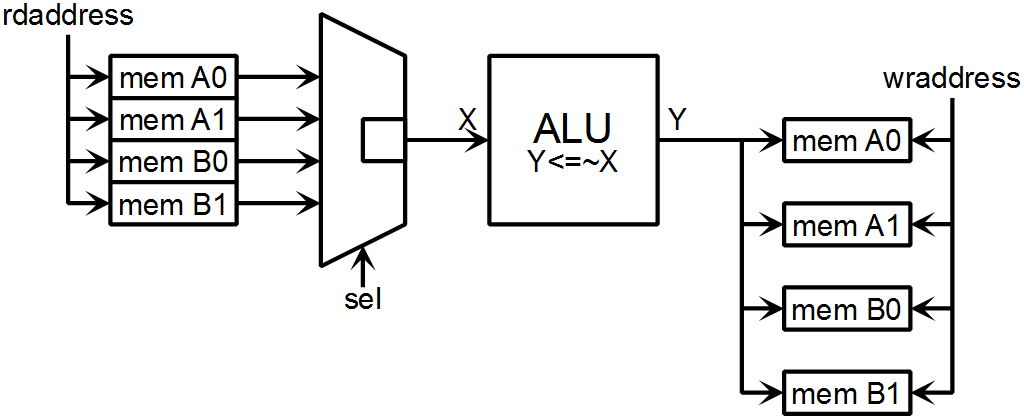 rdaddress
mem A0
mem A1
mem B0
mem B1
sel
X
ALU
Y<=~X
Y
wraddress
mem A0
mem A1
mem B0
mem B1